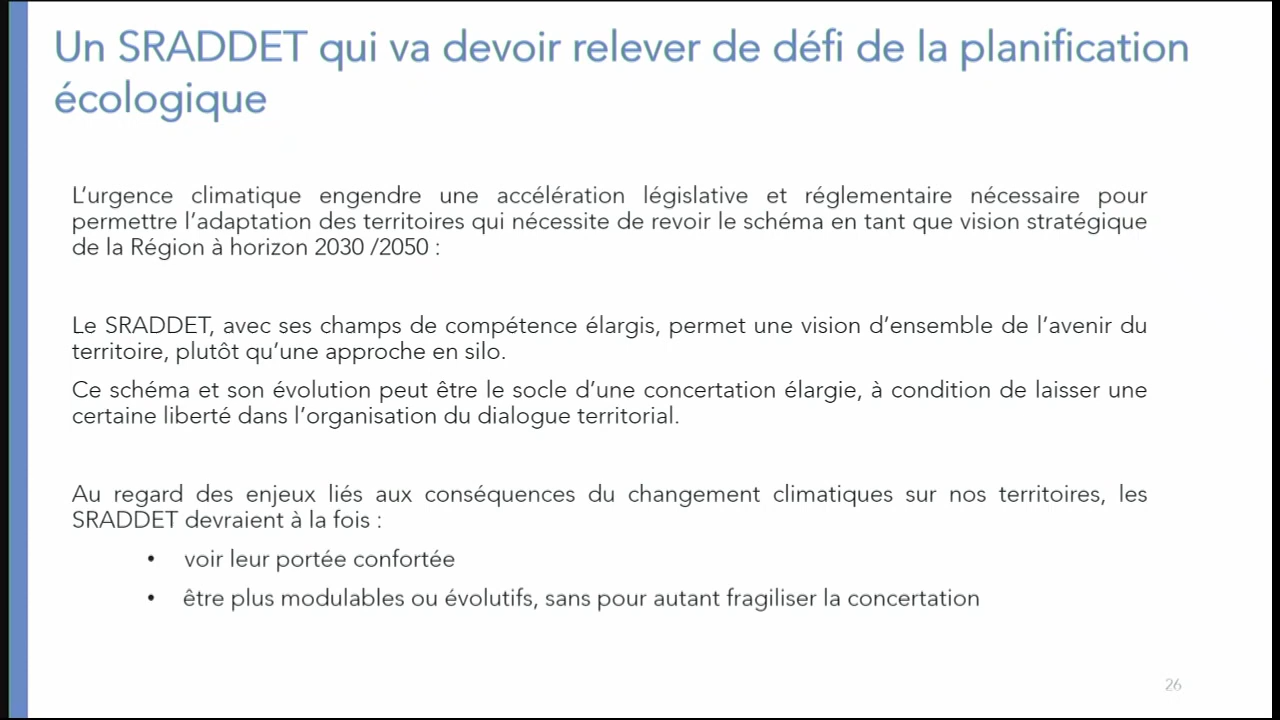 Un SRADDET qui va devoir relever de défi de la planification
écologique
L’urgence climatique engendre une accélération législative et réglementaire nécessaire pour
permettre l’adaptation des territoires qui nécessite de revoir le schéma en tant que vision stratégique
de la Région à horizon 2030 /2050 :
Le SRADDET, avec ses champs de compétence élargis, permet une vision d’ensemble de l’avenir du
territoire, plutôt qu’une approche en silo.
Ce schéma et son évolution peut être le socle d’une concertation élargie, à condition de laisser une
certaine liberté dans l’organisation du dialogue territorial.
Au regard des enjeux liés aux conséquences du changement climatiques sur nos territoires, les
SRADDET devraient à la fois :
• voir leur portée confortée
• être plus modulables ou évolutifs, sans pour autant fragiliser la concertation
26